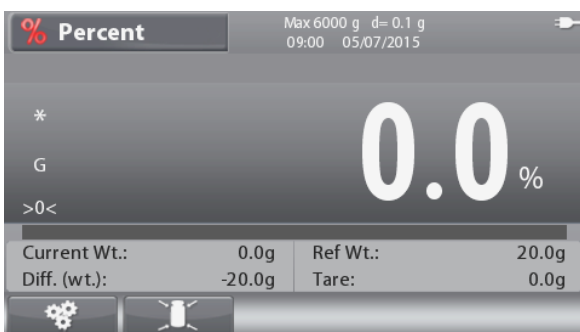 % Percent
Max 6000 g d= 0.1 g
09:00 05/07/2015
*
G
>0<
0.0 %
Current Wt.: 0.0g Ref Wt.: 20.0g
Diff. (wt.): -20.0g Tare: 0.0g